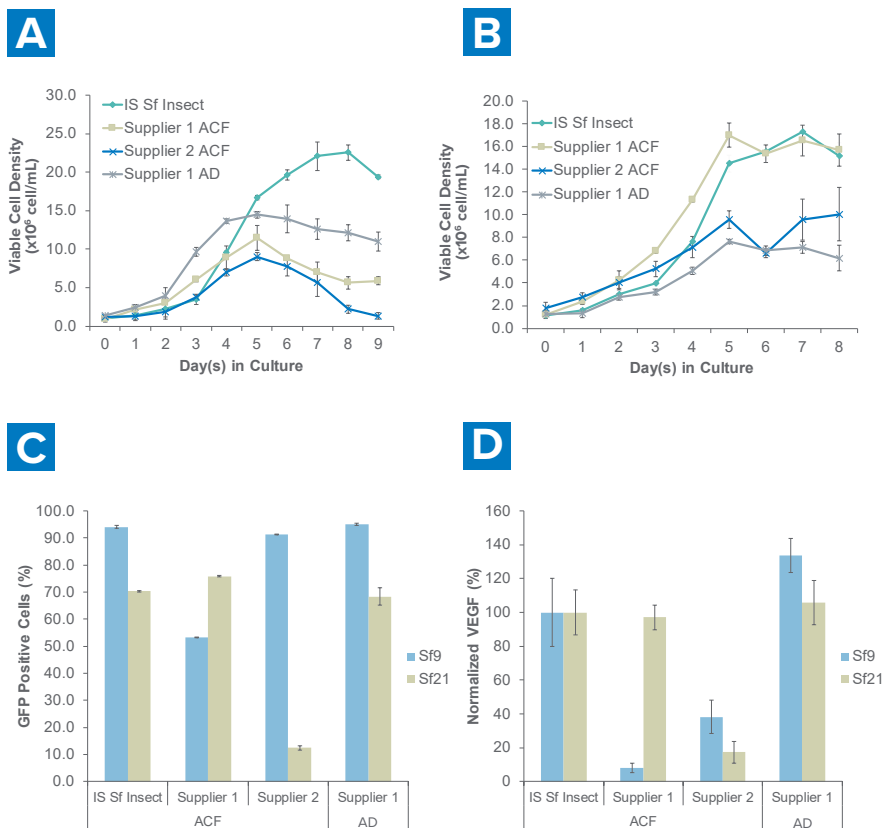 A
B
30.0
25.0
20.0
15.0
10.0
5.0
0.0
Viable Cell Density
(x10⁶ cell/mL)
IS Sf Insect
Supplier 1 ACF
Supplier 2 ACF
Supplier 1 AD
0 1 2 3 4 5 6 7 8 9
Day(s) in Culture
20.0
18.0
16.0
14.0
12.0
10.0
8.0
6.0
4.0
2.0
0.0
Viable Cell Density
(x10⁶ cell/mL)
IS Sf Insect
Supplier 1 ACF
Supplier 2 ACF
Supplier 1 AD
0 1 2 3 4 5 6 7 8
Day(s) in Culture
C
D
100.0
90.0
80.0
70.0
60.0
50.0
40.0
30.0
20.0
10.0
0.0
GFP Positive Cells (%)
Sf9
Sf21
IS Sf Insect Supplier 1 Supplier 2 Supplier 1
ACF AD
160
140
120
100
80
60
40
20
0
Normalized VEGF (%)
Sf9
Sf21
IS Sf Insect Supplier 1 Supplier 2 Supplier 1
ACF AD